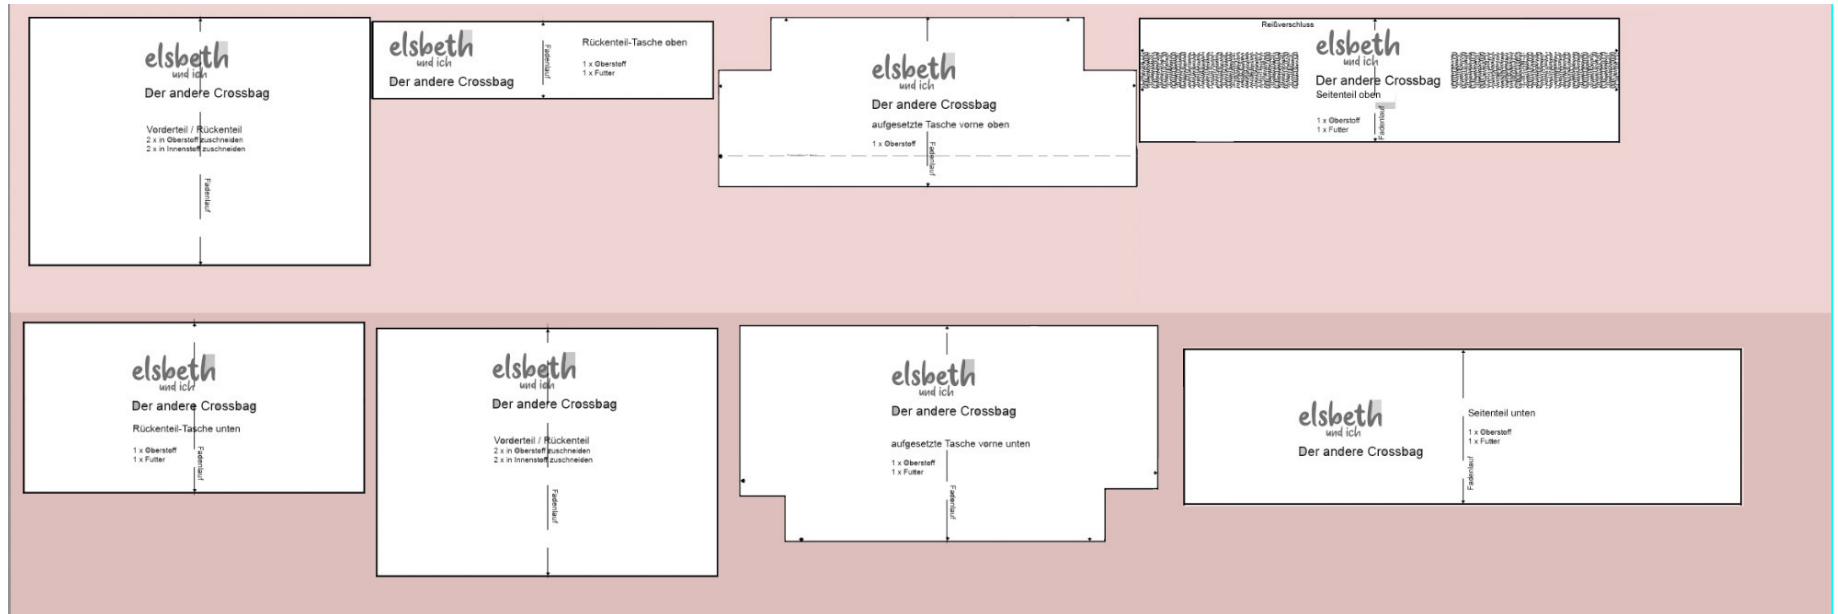 elsbeth
und ich
Der andere Crossbag
Vorderteil / Rückenteil
2 x in Oberstoff zuschneiden
2 x in Innenstoff zuschneiden
Fadenlauf
elsbeth
und ich
Der andere Crossbag
Fadenlauf
Rückenteil-Tasche oben
1 x Oberstoff
1 x Futter
elsbeth
und ich
Der andere Crossbag
aufgesetzte Tasche vorne oben
1 x Oberstoff
Fadenlauf
Reißverschluss
elsbeth
und ich
Der andere Crossbag
Seitenteil oben
1 x Oberstoff
1 x Futter
Fadenlauf
elsbeth
und ich
Der andere Crossbag
Rückenteil-Tasche unten
1 x Oberstoff
1 x Futter
Fadenlauf
elsbeth
und ich
Der andere Crossbag
Vorderteil / Rückenteil
2 x in Oberstoff zuschneiden
2 x in Innenstoff zuschneiden
Fadenlauf
elsbeth
und ich
Der andere Crossbag
aufgesetzte Tasche vorne unten
1 x Oberstoff
1 x Futter
Fadenlauf
elsbeth
und ich
Der andere Crossbag
Seitenteil unten
1 x Oberstoff
1 x Futter
Fadenlauf